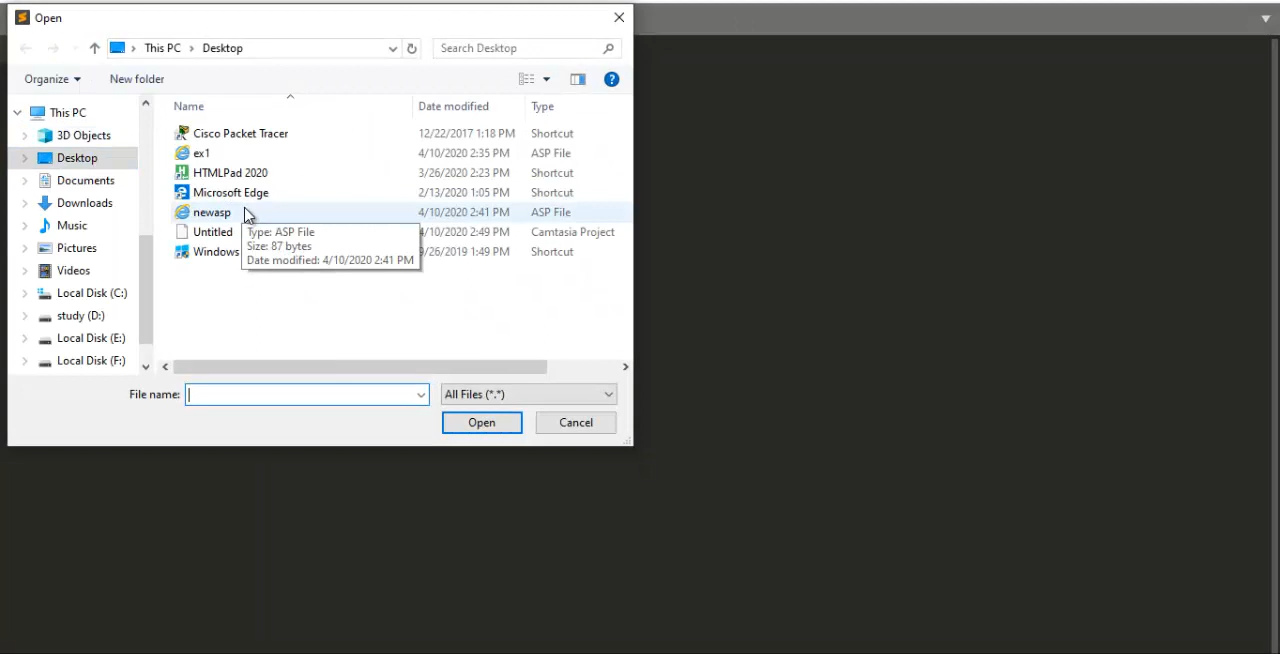 Open
This PC > Desktop
Search Desktop
Organize
New folder
Name Date modified Type
This PC
3D Objects
Desktop
Documents
Downloads
Music
Pictures
Videos
Local Disk (C:)
study (D:)
Local Disk (E:)
Local Disk (F:)
Cisco Packet Tracer 12/22/2017 1:18 PM Shortcut
ex1 4/10/2020 2:35 PM ASP File
HTMLPad 2020 3/26/2020 2:23 PM Shortcut
Microsoft Edge 2/13/2020 1:05 PM Shortcut
newasp 4/10/2020 2:41 PM ASP File
Untitled 4/10/2020 2:49 PM Camtasia Project
Windows 9/26/2019 1:49 PM Shortcut
Type: ASP File
Size: 87 bytes
Date modified: 4/10/2020 2:41 PM
File name:
All Files (*.*)
Open Cancel